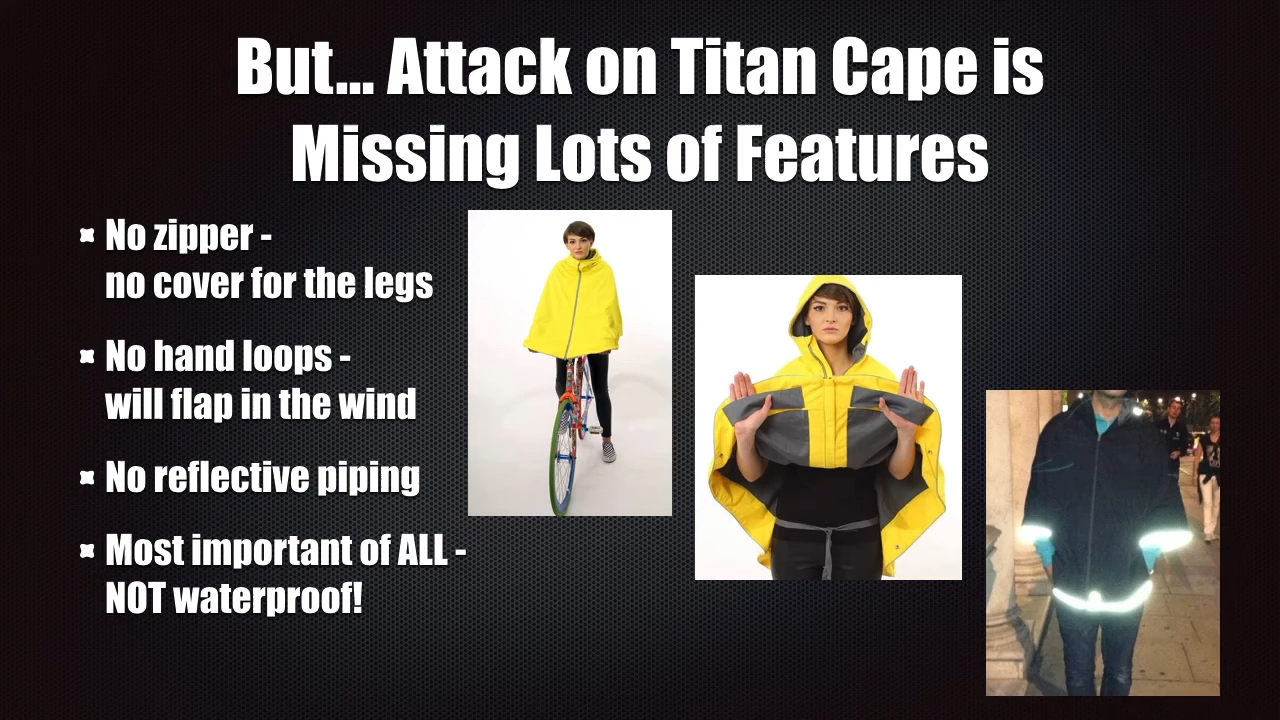 But... Attack on Titan Cape is
Missing Lots of Features
No zipper -
no cover for the legs
No hand loops -
will flap in the wind
No reflective piping
Most important of ALL -
NOT waterproof!